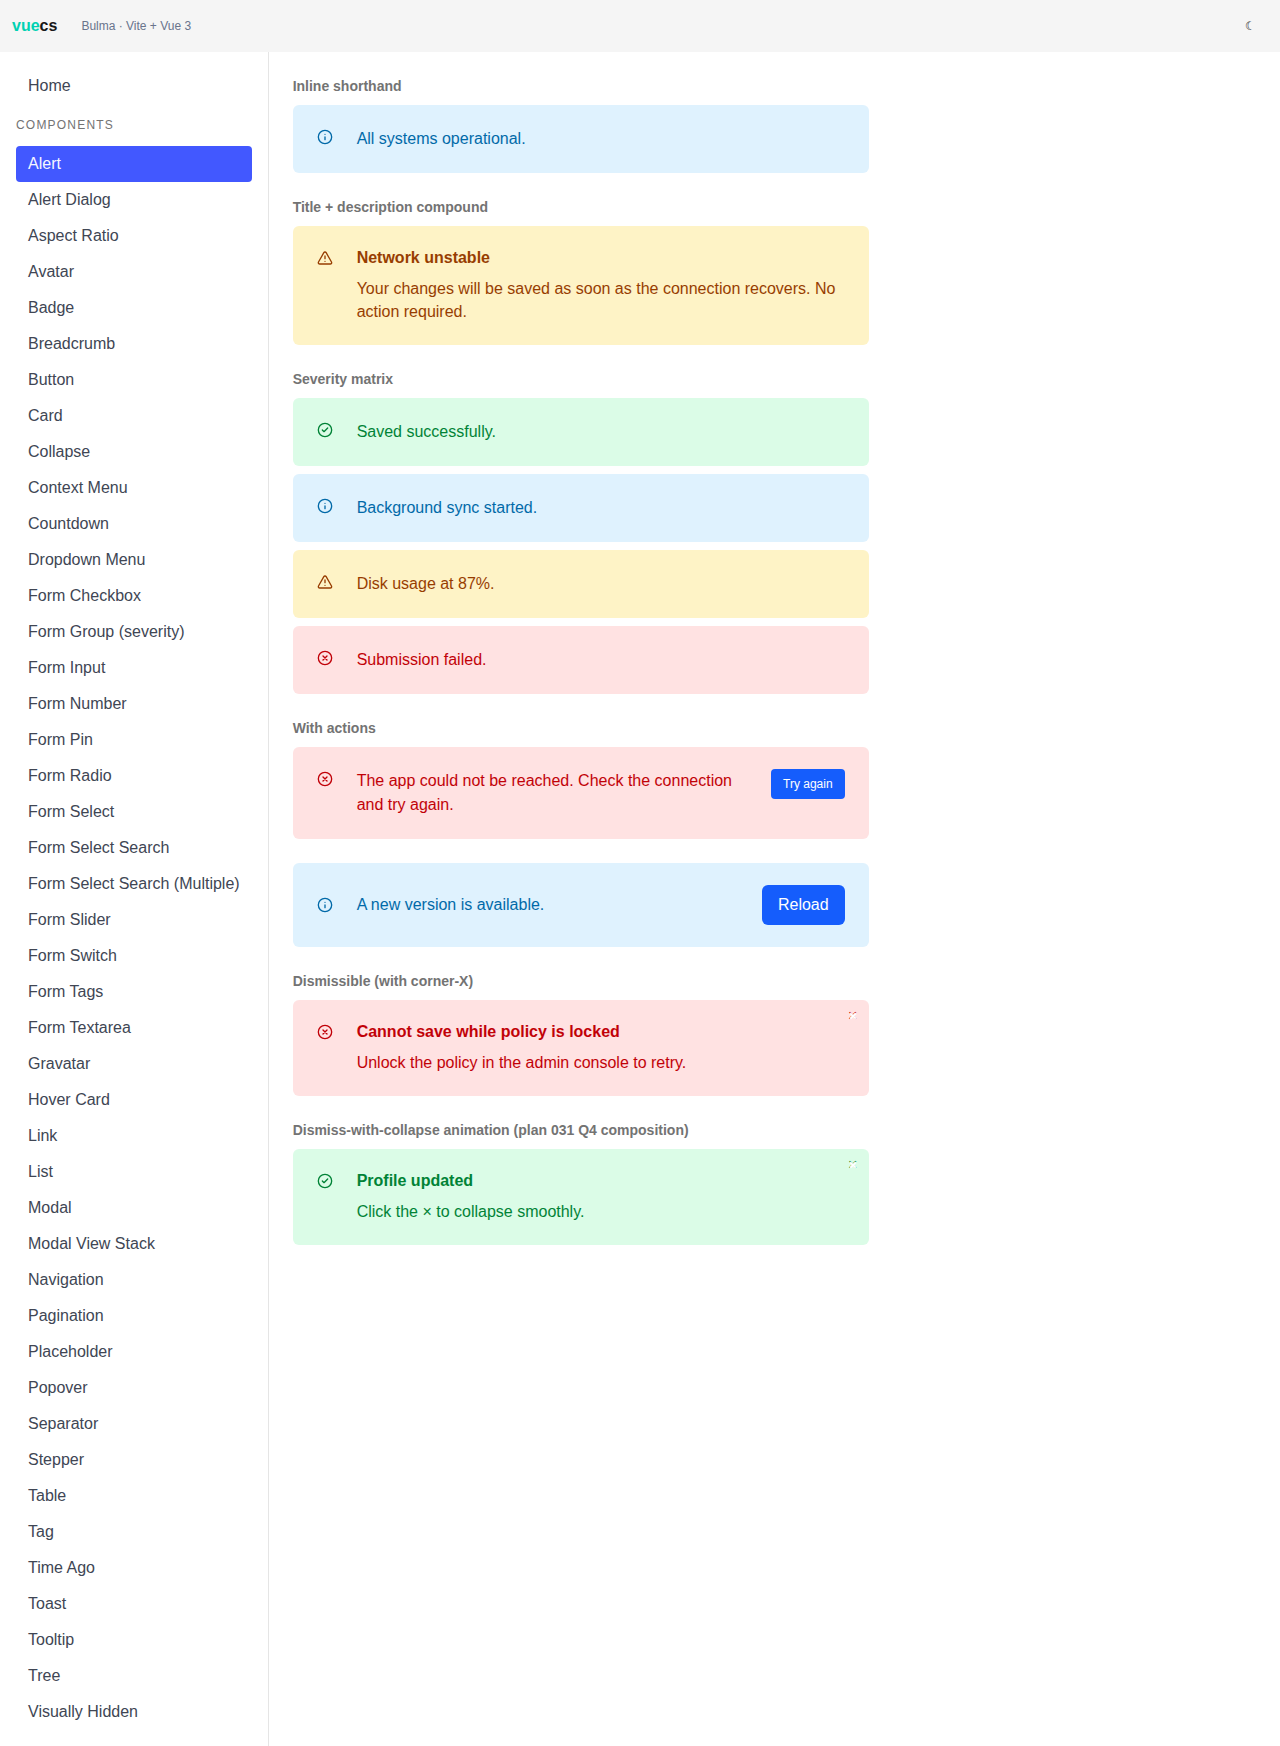 vuecs
Bulma · Vite + Vue 3
Home
COMPONENTS
Alert
Alert Dialog
Aspect Ratio
Avatar
Badge
Breadcrumb
Button
Card
Collapse
Context Menu
Countdown
Dropdown Menu
Form Checkbox
Form Group (severity)
Form Input
Form Number
Form Pin
Form Radio
Form Select
Form Select Search
Form Select Search (Multiple)
Form Slider
Form Switch
Form Tags
Form Textarea
Gravatar
Hover Card
Link
List
Modal
Modal View Stack
Navigation
Pagination
Placeholder
Popover
Separator
Stepper
Table
Tag
Time Ago
Toast
Tooltip
Tree
Visually Hidden
Inline shorthand
All systems operational.
Title + description compound
Network unstable
Your changes will be saved as soon as the connection recovers. No
action required.
Severity matrix
Saved successfully.
Background sync started.
Disk usage at 87%.
Submission failed.
With actions
The app could not be reached. Check the connection
and try again.
Try again
A new version is available.
Reload
Dismissible (with corner-X)
Cannot save while policy is locked
Unlock the policy in the admin console to retry.
Dismiss-with-collapse animation (plan 031 Q4 composition)
Profile updated
Click the × to collapse smoothly.